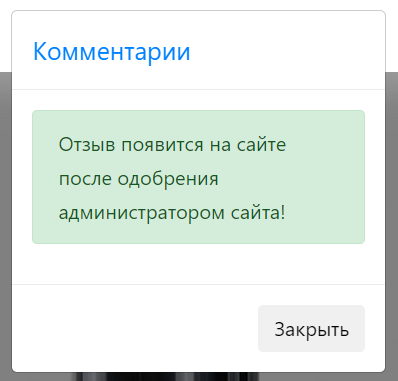 Комментарии
Отзыв появится на сайте
после одобрения
администратором сайта!
Закрыть